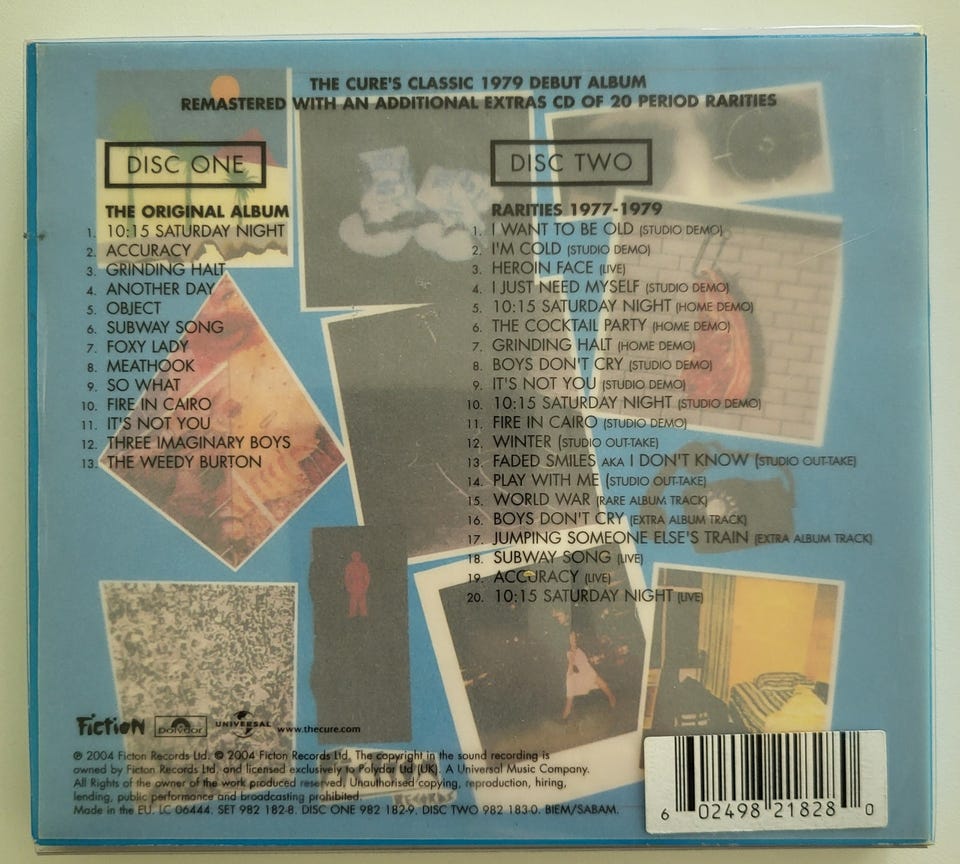 THE CURE'S CLASSIC 1979 DEBUT ALBUM
REMASTERED WITH AN ADDITIONAL EXTRAS CD OF 20 PERIOD RARITIES
DISC ONE
THE ORIGINAL ALBUM
1. 10:15 SATURDAY NIGHT
2. ACCURACY
3. GRINDING HALT
4. ANOTHER DAY
5. OBJECT
6. SUBWAY SONG
7. FOXY LADY
8. MEATHOOK
9. SO WHAT
10. FIRE IN CAIRO
11. IT'S NOT YOU
12. THREE IMAGINARY BOYS
13. THE WEEDY BURTON
DISC TWO
RARITIES 1977-1979
1. I WANT TO BE OLD (STUDIO DEMO)
2. I'M COLD (STUDIO DEMO)
3. HEROIN FACE (LIVE)
4. I JUST NEED MYSELF (STUDIO DEMO)
5. 10:15 SATURDAY NIGHT (HOME DEMO)
6. THE COCKTAIL PARTY (HOME DEMO)
7. GRINDING HALT (HOME DEMO)
8. BOYS DON'T CRY (STUDIO DEMO)
9. IT'S NOT YOU (STUDIO DEMO)
10. 10:15 SATURDAY NIGHT (STUDIO DEMO)
11. FIRE IN CAIRO (STUDIO DEMO)
12. WINTER (STUDIO OUT-TAKE)
13. FADED SMILES AKA I DON'T KNOW (STUDIO OUT-TAKE)
14. PLAY WITH ME (STUDIO OUT-TAKE)
15. WORLD WAR (RARE ALBUM TRACK)
16. BOYS DON'T CRY (EXTRA ALBUM TRACK)
17. JUMPING SOMEONE ELSE'S TRAIN (EXTRA ALBUM TRACK)
18. SUBWAY SONG (LIVE)
19. ACCURACY (LIVE)
20. 10:15 SATURDAY NIGHT (LIVE)
Fiction polydor UNIVERSAL www.thecure.com
℗ 2004 Ficton Records Ltd. © 2004 Ficton Records Ltd. The copyright in the sound recording is
owned by Ficton Records Ltd. and licensed exclusively to Polydor Ltd (UK). A Universal Music Company.
All Rights of the owner of the work produced reserved. Unauthorised copying, reproduction, hiring,
lending, public performance and broadcasting prohibited.
RECORDS
Made in the EU. LC 06444. SET 982 182-8. DISC ONE 982 182-9. DISC TWO 982 183-0. BIEM/SABAM.
6 02498 21828 0